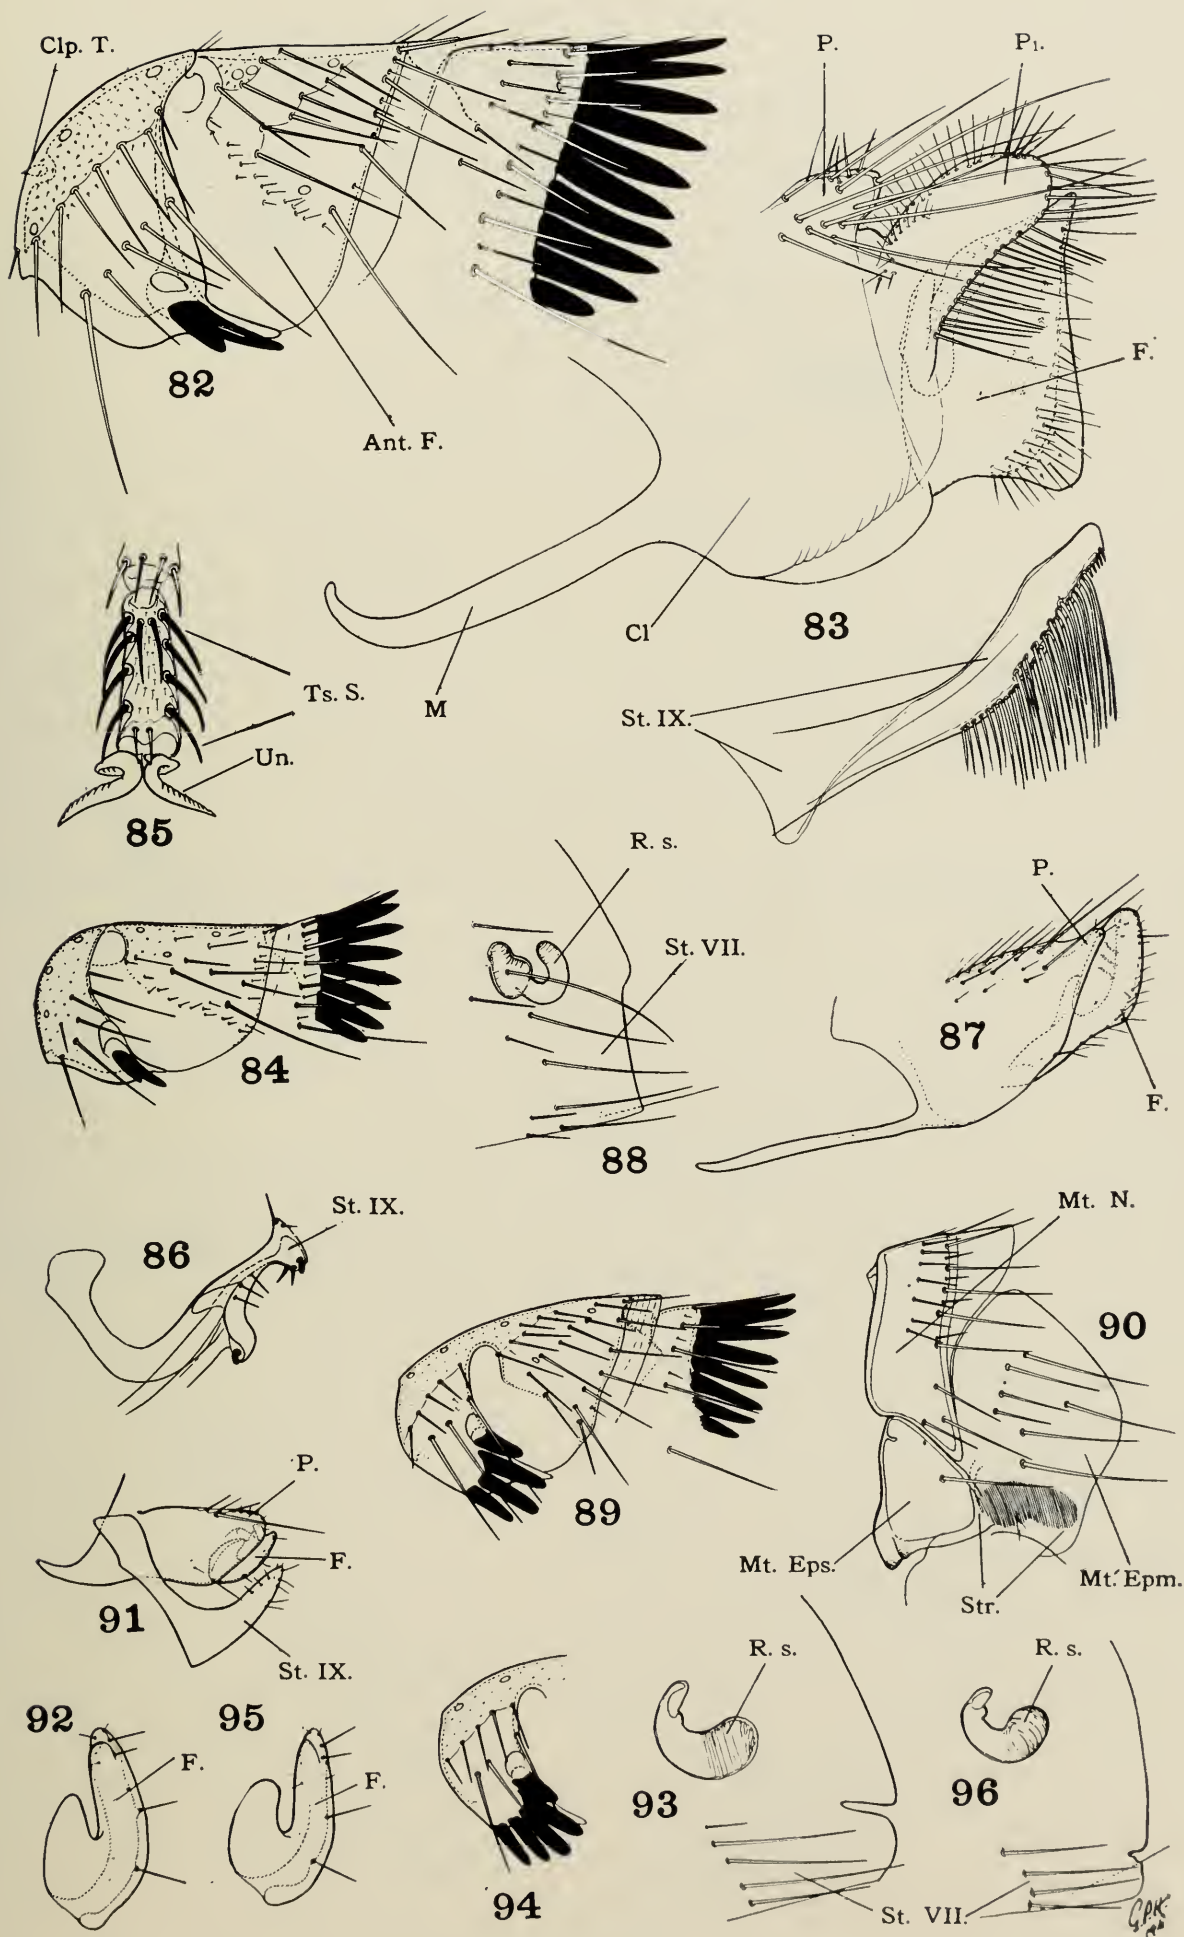 Clp. T.
P.
P1.
F.
82
Ant. F.
Cl
83
M
Ts. S.
St. IX.
Un.
85
R. s.
St. VII.
P.
87
84
F.
88
St. IX.
86
Mt. N.
90
89
P.
F.
Mt. Eps.
Mt. Epm.
Str.
91
St. IX.
R. s.
R. s.
92
95
F.
F.
93
96
94
St. VII.
G.P.H.